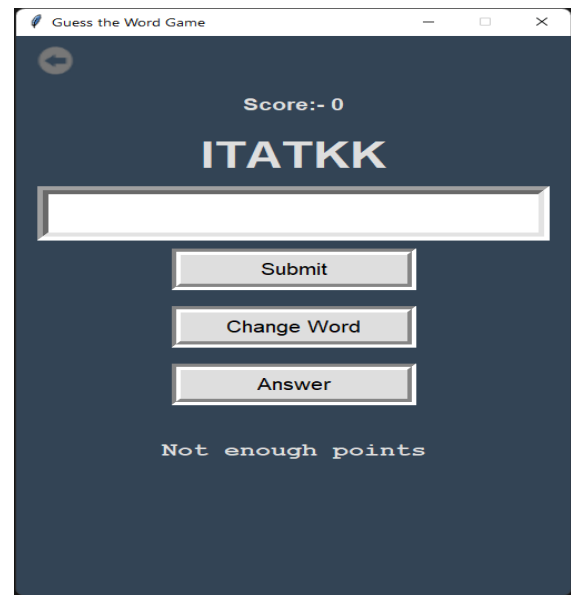 Guess the Word Game
Score:- 0
ITATKK
Submit
Change Word
Answer
Not enough points